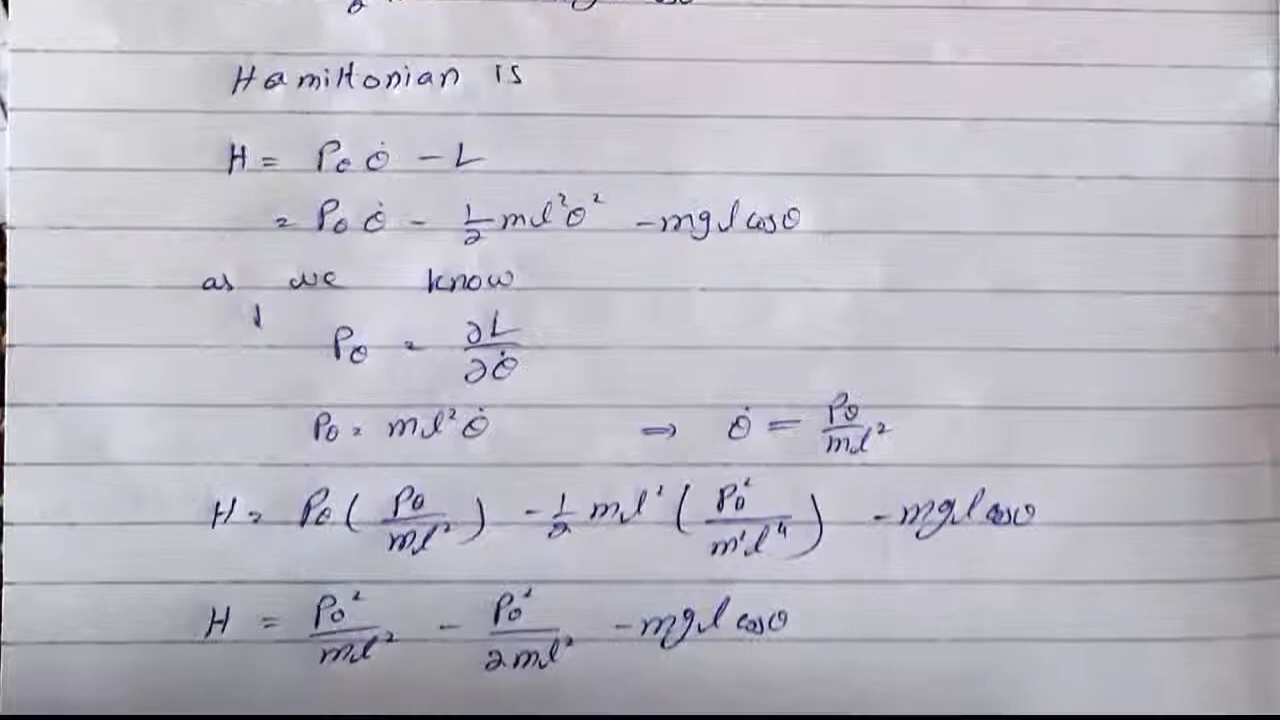 Hamiltonian is
H = Pθ θ̇ - L
= Pθ θ̇ - 1/2 ml²θ̇² - mgl cosθ
as we know
Pθ = ∂L/∂θ̇
Pθ = ml²θ̇ ⇒ θ̇ = Pθ/ml²
H = Pθ(Pθ/ml²) - 1/2 ml²(Pθ²/m²l⁴) - mgl cosθ
H = Pθ²/ml² - Pθ²/2ml² - mgl cosθ